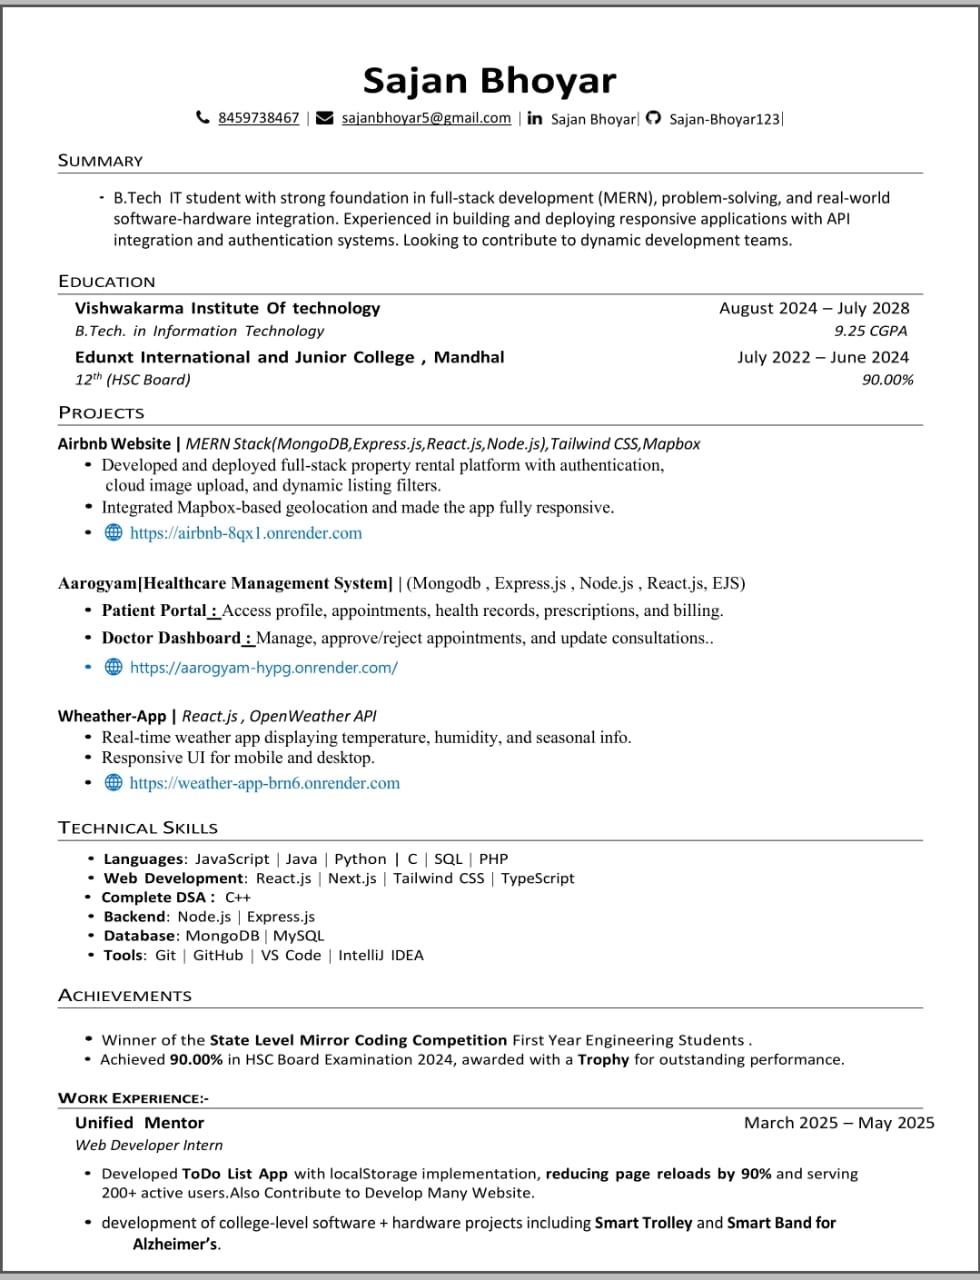 Sajan Bhoyar
8459738467 | sajanbhoyar5@gmail.com | in Sajan Bhoyar| Sajan-Bhoyar123|
SUMMARY
- B.Tech IT student with strong foundation in full-stack development (MERN), problem-solving, and real-world
software-hardware integration. Experienced in building and deploying responsive applications with API
integration and authentication systems. Looking to contribute to dynamic development teams.
EDUCATION
Vishwakarma Institute Of technology August 2024 – July 2028
B.Tech. in Information Technology 9.25 CGPA
Edunxt International and Junior College , Mandhal July 2022 – June 2024
12th (HSC Board) 90.00%
PROJECTS
Airbnb Website | MERN Stack(MongoDB,Express.js,React.js,Node.js),Tailwind CSS,Mapbox
• Developed and deployed full-stack property rental platform with authentication,
cloud image upload, and dynamic listing filters.
• Integrated Mapbox-based geolocation and made the app fully responsive.
• https://airbnb-8qx1.onrender.com
Aarogyam[Healthcare Management System] | (Mongodb , Express.js , Node.js , React.js, EJS)
• Patient Portal : Access profile, appointments, health records, prescriptions, and billing.
• Doctor Dashboard : Manage, approve/reject appointments, and update consultations..
• https://aarogyam-hypg.onrender.com/
Wheather-App | React.js , OpenWeather API
• Real-time weather app displaying temperature, humidity, and seasonal info.
• Responsive UI for mobile and desktop.
• https://weather-app-brn6.onrender.com
TECHNICAL SKILLS
• Languages: JavaScript | Java | Python | C | SQL | PHP
• Web Development: React.js | Next.js | Tailwind CSS | TypeScript
• Complete DSA : C++
• Backend: Node.js | Express.js
• Database: MongoDB | MySQL
• Tools: Git | GitHub | VS Code | IntelliJ IDEA
ACHIEVEMENTS
• Winner of the State Level Mirror Coding Competition First Year Engineering Students .
• Achieved 90.00% in HSC Board Examination 2024, awarded with a Trophy for outstanding performance.
WORK EXPERIENCE:-
Unified Mentor March 2025 – May 2025
Web Developer Intern
• Developed ToDo List App with localStorage implementation, reducing page reloads by 90% and serving
200+ active users.Also Contribute to Develop Many Website.
• development of college-level software + hardware projects including Smart Trolley and Smart Band for
Alzheimer's.